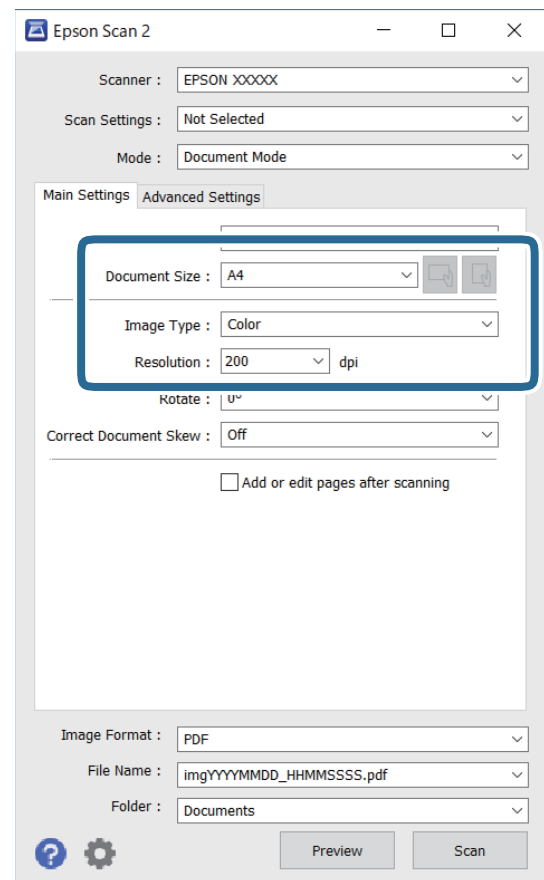 Epson Scan 2
Scanner : EPSON XXXXX
Scan Settings : Not Selected
Mode : Document Mode
Main Settings Advanced Settings
Document Size : A4
Image Type : Color
Resolution : 200 dpi
Rotate : 0º
Correct Document Skew : Off
Add or edit pages after scanning
Image Format : PDF
File Name : imgYYYYMMDD_HHMMSSSS.pdf
Folder : Documents
? Preview Scan